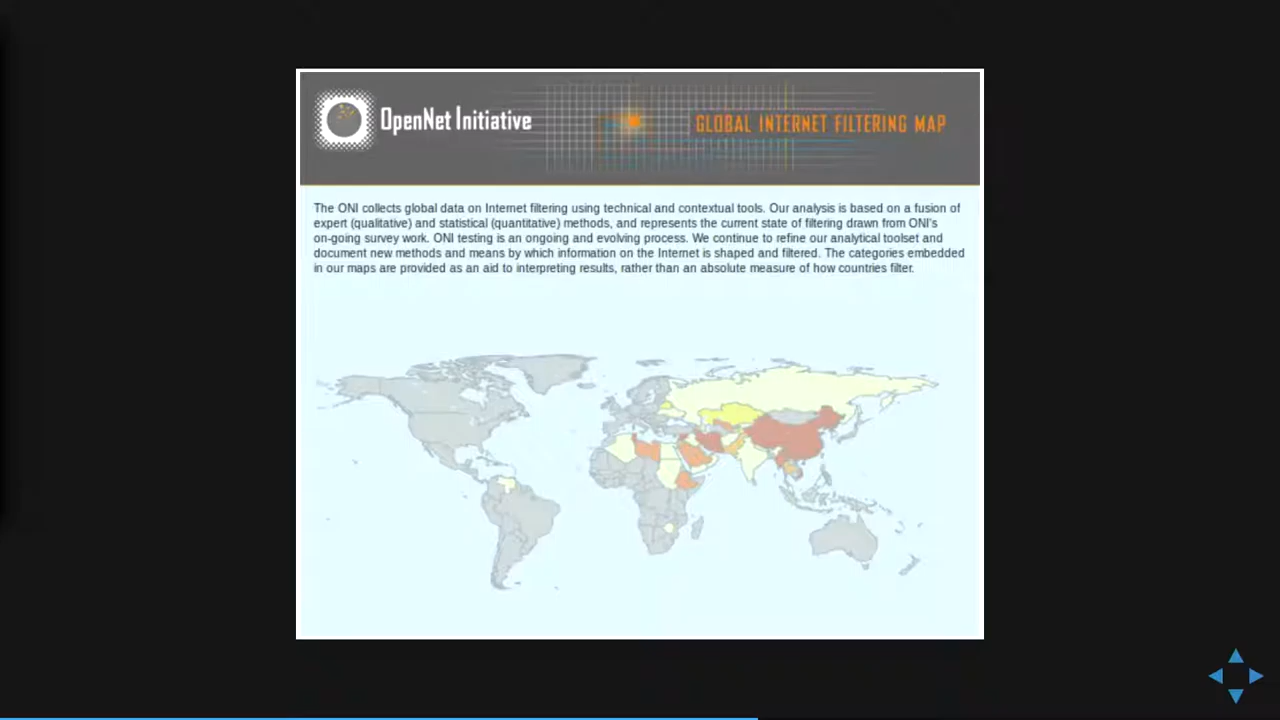 OpenNet Initiative
GLOBAL INTERNET FILTERING MAP
The ONI collects global data on Internet filtering using technical and contextual tools. Our analysis is based on a fusion of
expert (qualitative) and statistical (quantitative) methods, and represents the current state of filtering drawn from ONI's
on-going survey work. ONI testing is an ongoing and evolving process. We continue to refine our analytical toolset and
document new methods and means by which information on the Internet is shaped and filtered. The categories embedded
in our maps are provided as an aid to interpreting results, rather than an absolute measure of how countries filter.